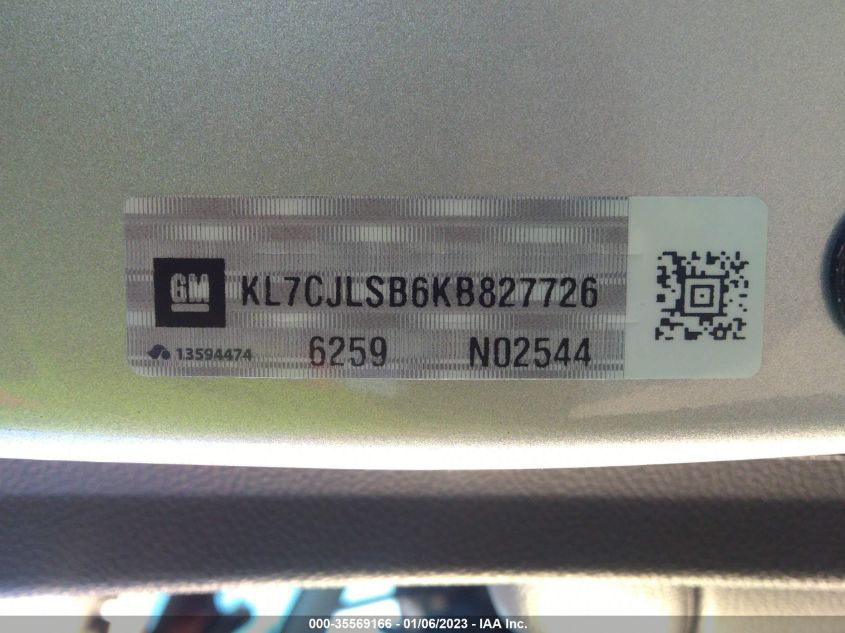 GM KL7CJLSB6KB827726
13594474 6259 N02544
000-35569166 - 01/06/2023 - IAA Inc.